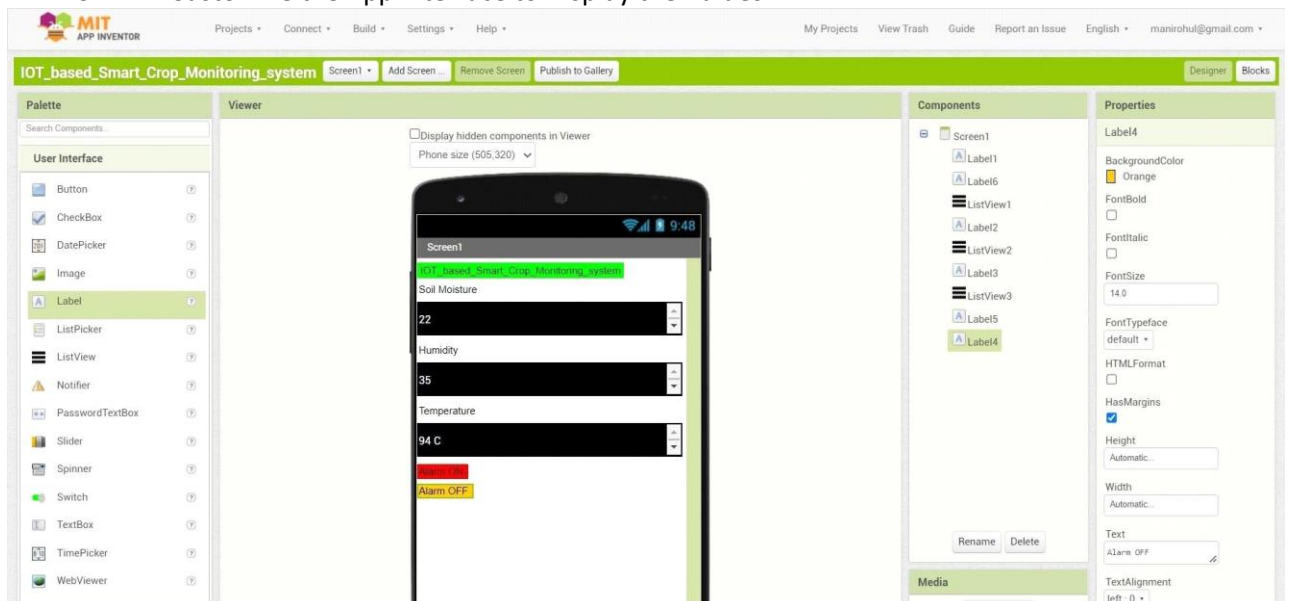 MIT
APP INVENTOR
Projects Connect Build Settings Help My Projects View Trash Guide Report an Issue English manirohul@gmail.com
IOT_based_Smart_Crop_Monitoring_system Screen1 Add Screen ... Remove Screen Publish to Gallery Designer Blocks
Palette
Search Components...
User Interface
Button
CheckBox
DatePicker
Image
Label
ListPicker
ListView
Notifier
PasswordTextBox
Slider
Spinner
Switch
TextBox
TimePicker
WebViewer
Viewer
Display hidden components in Viewer
Phone size (505,320)
9:48
Screen1
IOT_based_Smart_Crop_Monitoring_system
Soil Moisture
22
Humidity
35
Temperature
94 C
Alarm ON
Alarm OFF
Components
Screen1
Label1
Label6
ListView1
Label2
ListView2
Label3
ListView3
Label5
Label4
Rename Delete
Media
Properties
Label4
BackgroundColor
Orange
FontBold
FontItalic
FontSize
14.0
FontTypeface
default
HTMLFormat
HasMargins
Height
Automatic...
Width
Automatic...
Text
Alarm OFF
TextAlignment
left : 0